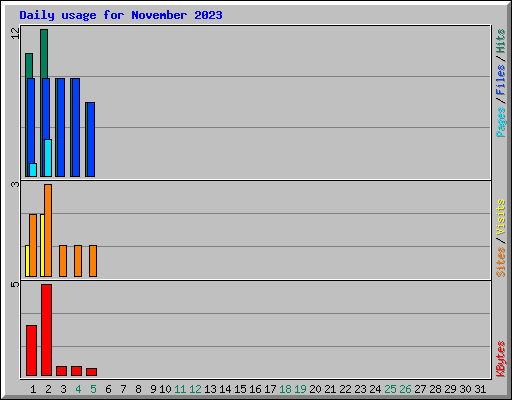 Daily usage for November 2023
12
Pages / Files / Hits
3
Sites / Visits
5
KBytes
1 2 3 4 5 6 7 8 9 10 11 12 13 14 15 16 17 18 19 20 21 22 23 24 25 26 27 28 29 30 31